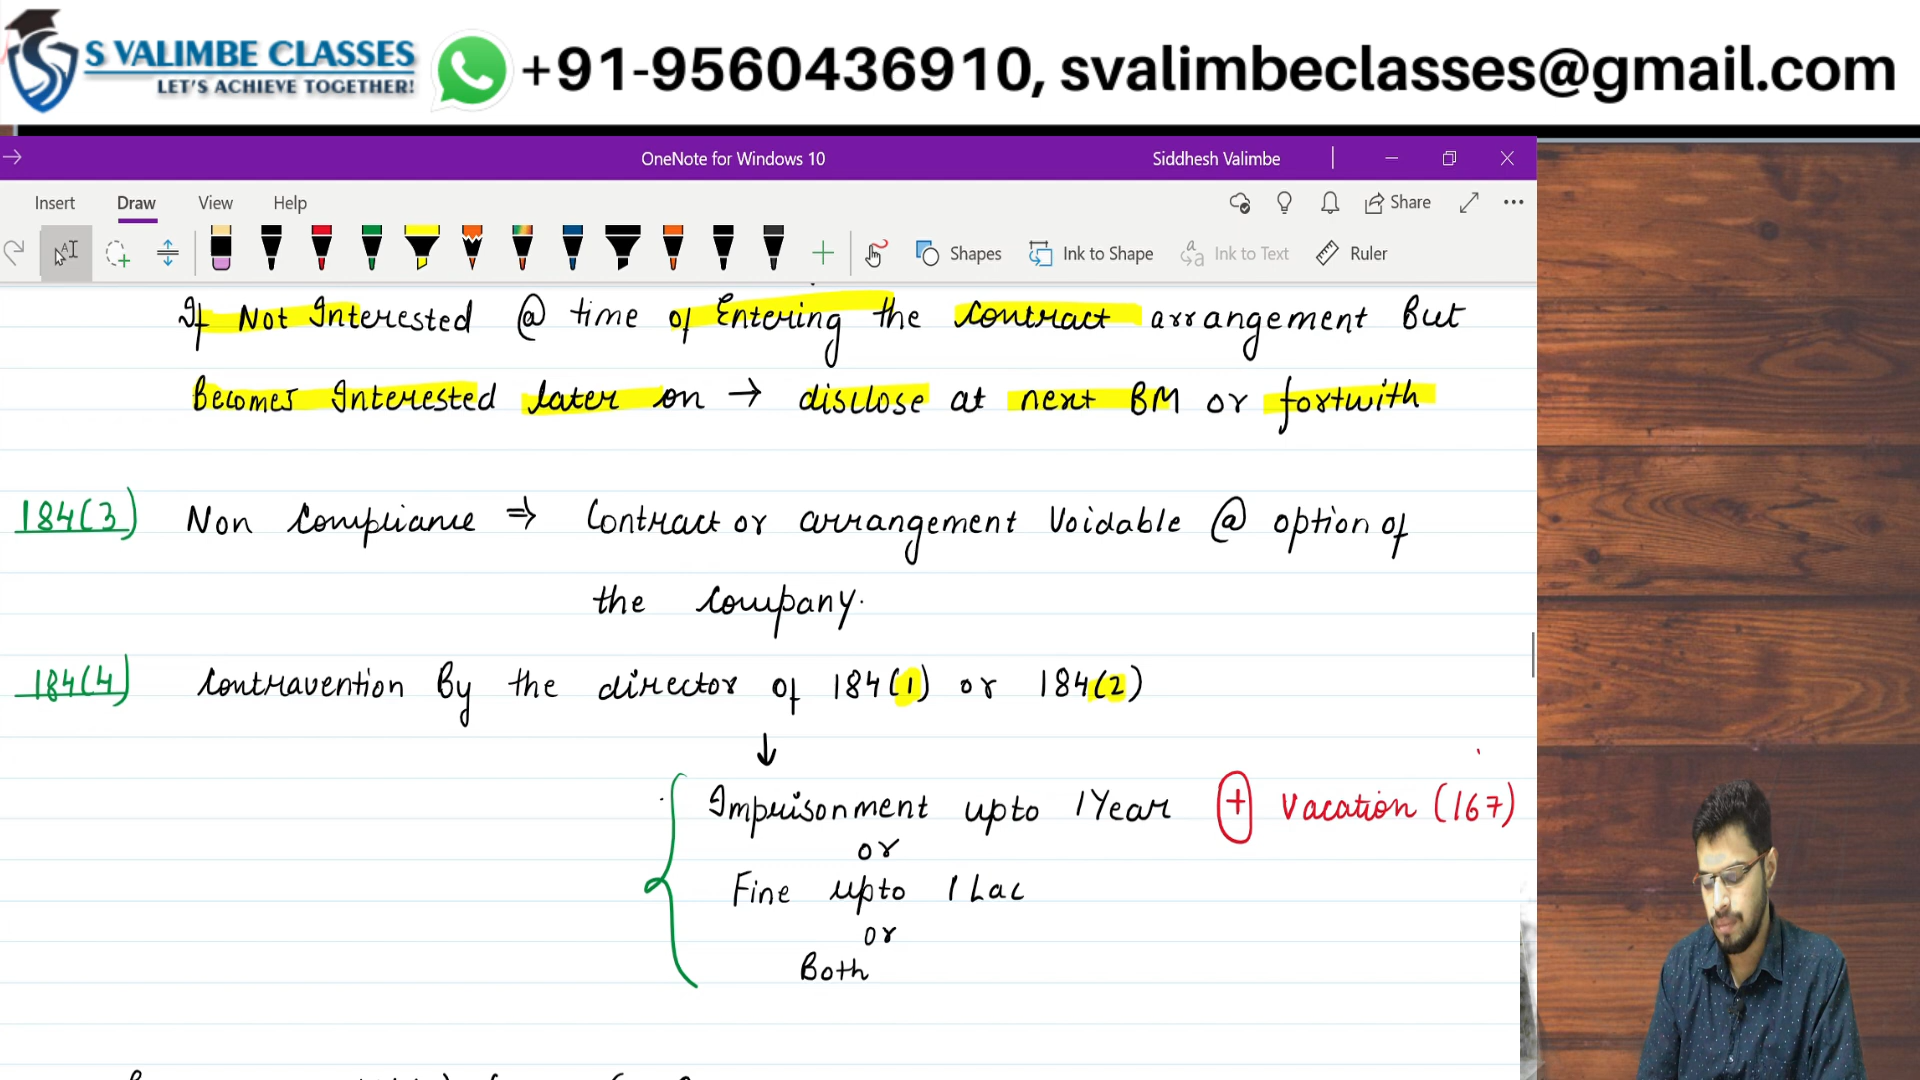 S VALIMBE CLASSES
LET'S ACHIEVE TOGETHER!
+91-9560436910, svalimbeclasses@gmail.com
OneNote for Windows 10
Siddhesh Valimbe
Insert Draw View Help
Share
Shapes Ink to Shape Ink to Text Ruler
If Not Interested @ time of Entering the contract arrangement But
Becomes Interested later on → disclose at next BM or fortwith
184(3) Non Compliance ⇒ Contract or arrangement Voidable @ option of
the company.
184(4) Contravention By the director of 184(1) or 184(2)
↓
Imprisonment upto 1 Year + Vacation (167)
or
Fine upto 1 Lac
or
Both